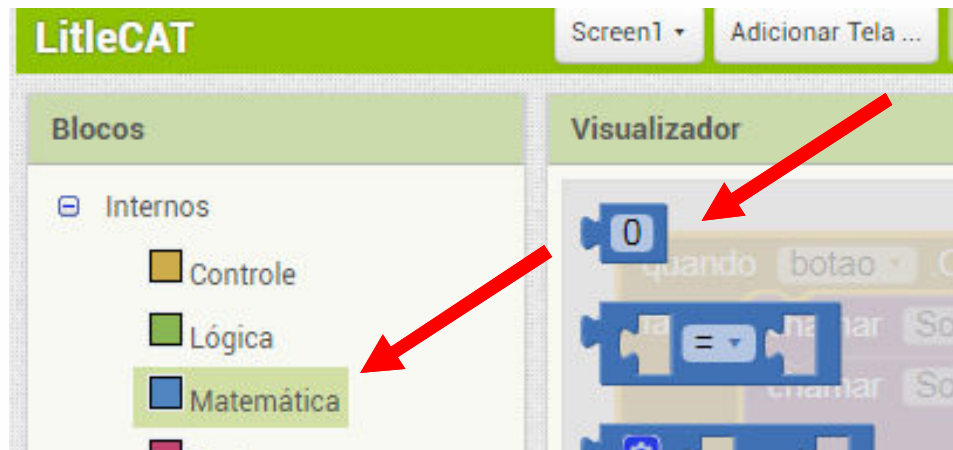 LitleCAT
Screen1
Adicionar Tela ...
Blocos
Visualizador
Internos
Controle
Lógica
Matemática
0
quando botao
=
chamar
chamar